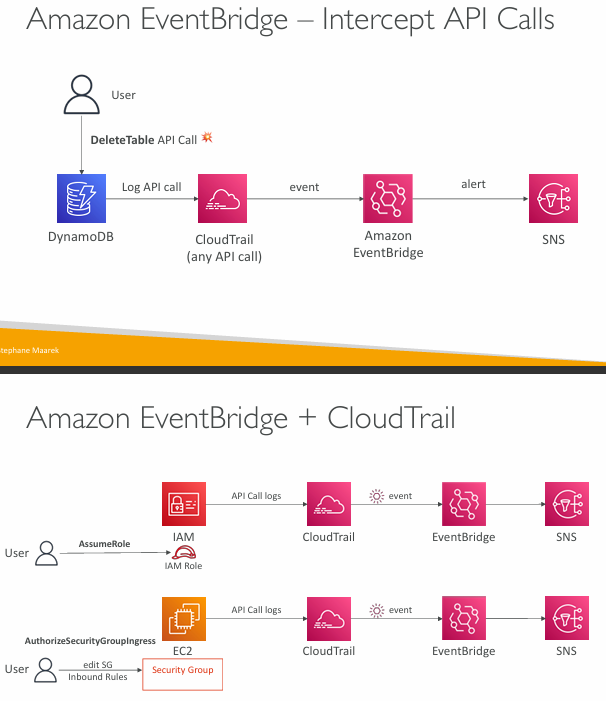 Amazon EventBridge – Intercept API Calls
User
DeleteTable API Call
Log API call
event
alert
DynamoDB
CloudTrail
(any API call)
Amazon
EventBridge
SNS
Stephane Maarek
Amazon EventBridge + CloudTrail
API Call logs
event
IAM
CloudTrail
EventBridge
SNS
User
AssumeRole
IAM Role
API Call logs
event
AuthorizeSecurityGroupIngress
EC2
CloudTrail
EventBridge
SNS
User
edit SG
Inbound Rules
Security Group